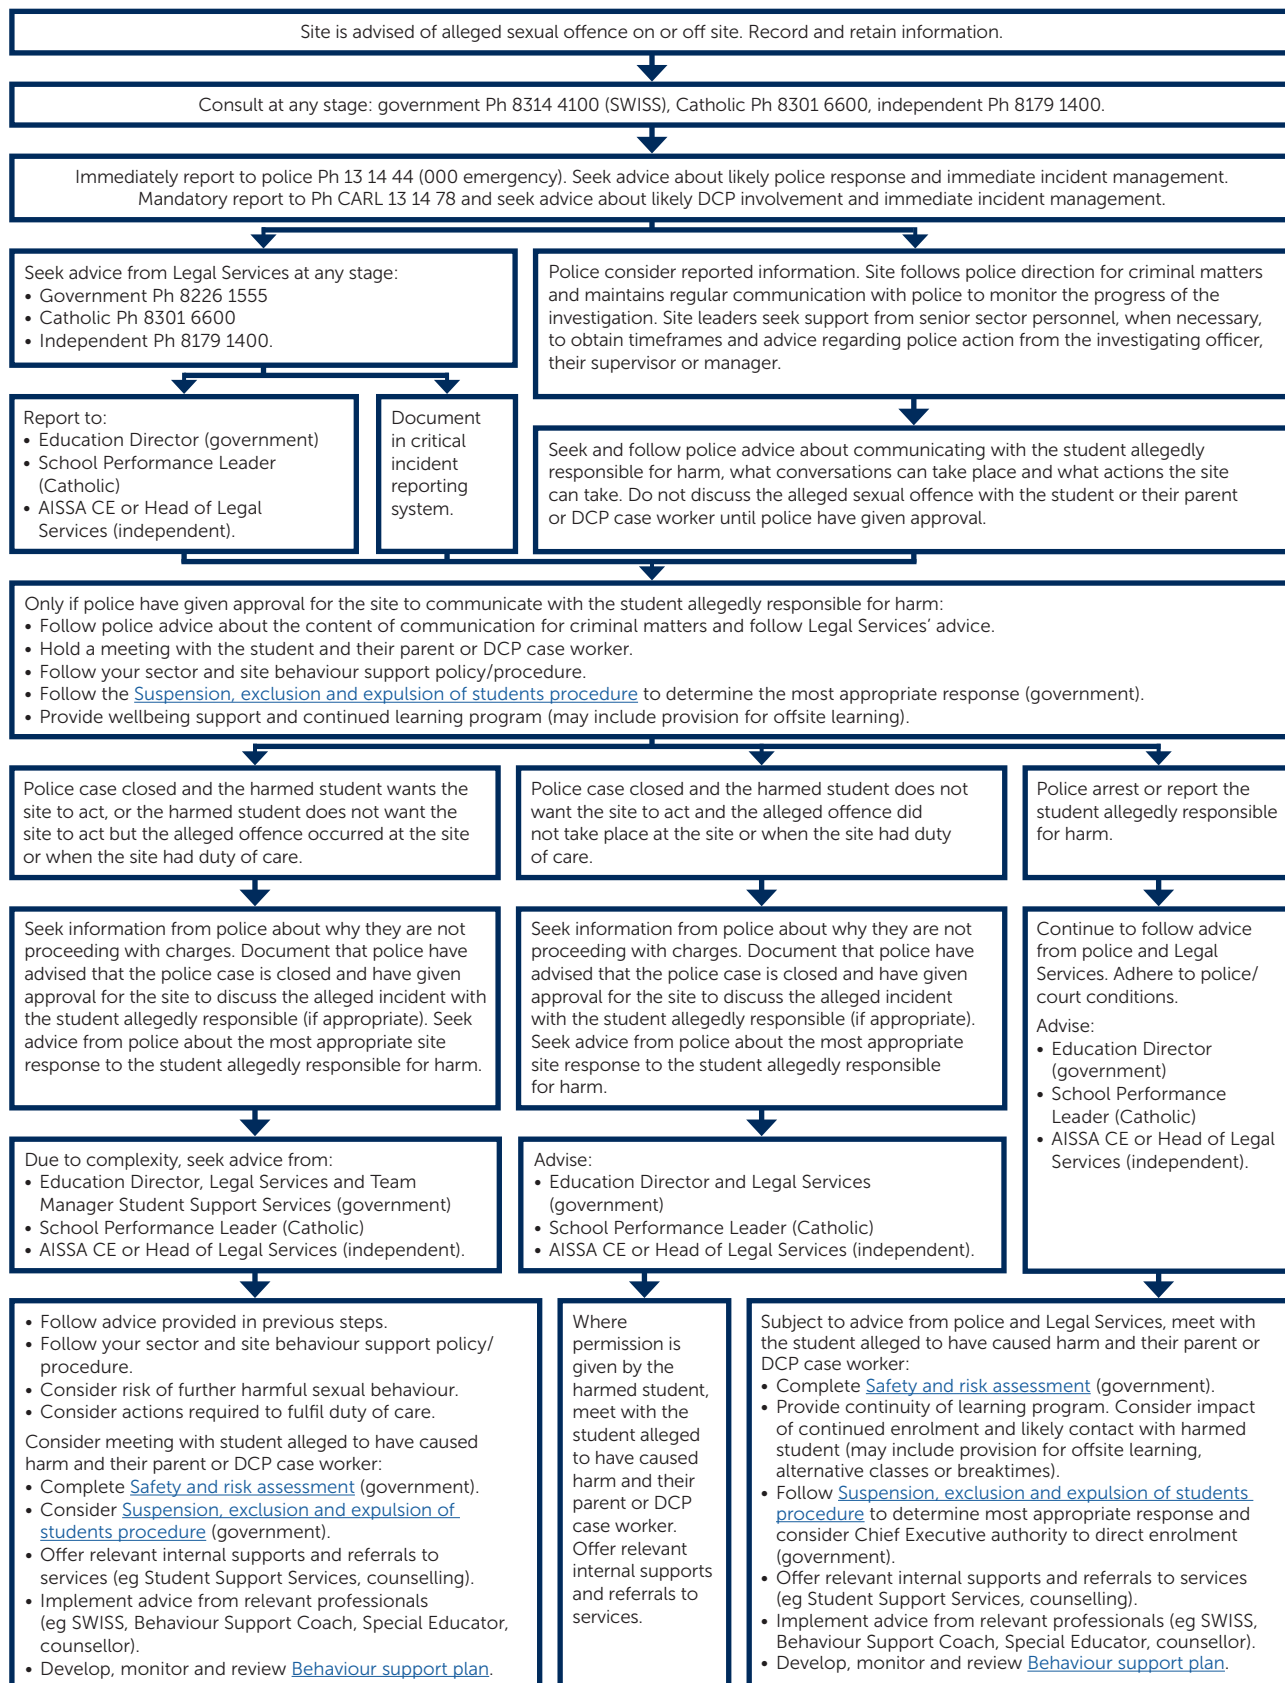 Site is advised of alleged sexual offence on or off site. Record and retain information.
Consult at any stage: government Ph 8314 4100 (SWISS), Catholic Ph 8301 6600, independent Ph 8179 1400.
Immediately report to police Ph 13 14 44 (000 emergency). Seek advice about likely police response and immediate incident management.
Mandatory report to Ph CARL 13 14 78 and seek advice about likely DCP involvement and immediate incident management.
Seek advice from Legal Services at any stage:
• Government Ph 8226 1555
• Catholic Ph 8301 6600
• Independent Ph 8179 1400.
Police consider reported information. Site follows police direction for criminal matters
and maintains regular communication with police to monitor the progress of the
investigation. Site leaders seek support from senior sector personnel, when necessary,
to obtain timeframes and advice regarding police action from the investigating officer,
their supervisor or manager.
Report to:
• Education Director (government)
• School Performance Leader
(Catholic)
• AISSA CE or Head of Legal
Services (independent).
Document
in critical
incident
reporting
system.
Seek and follow police advice about communicating with the student allegedly
responsible for harm, what conversations can take place and what actions the site
can take. Do not discuss the alleged sexual offence with the student or their parent
or DCP case worker until police have given approval.
Only if police have given approval for the site to communicate with the student allegedly responsible for harm:
• Follow police advice about the content of communication for criminal matters and follow Legal Services' advice.
• Hold a meeting with the student and their parent or DCP case worker.
• Follow your sector and site behaviour support policy/procedure.
• Follow the Suspension, exclusion and expulsion of students procedure to determine the most appropriate response (government).
• Provide wellbeing support and continued learning program (may include provision for offsite learning).
Police case closed and the harmed student wants the
site to act, or the harmed student does not want the
site to act but the alleged offence occurred at the site
or when the site had duty of care.
Police case closed and the harmed student does not
want the site to act and the alleged offence did
not take place at the site or when the site had duty
of care.
Police arrest or report the
student allegedly responsible
for harm.
Seek information from police about why they are not
proceeding with charges. Document that police have
advised that the police case is closed and have given
approval for the site to discuss the alleged incident with
the student allegedly responsible (if appropriate). Seek
advice from police about the most appropriate site
response to the student allegedly responsible for harm.
Seek information from police about why they are not
proceeding with charges. Document that police have
advised that the police case is closed and have given
approval for the site to discuss the alleged incident
with the student allegedly responsible (if appropriate).
Seek advice from police about the most appropriate
site response to the student allegedly responsible
for harm.
Continue to follow advice
from police and Legal
Services. Adhere to police/
court conditions.
Advise:
• Education Director
(government)
• School Performance
Leader (Catholic)
• AISSA CE or Head of Legal
Services (independent).
Due to complexity, seek advice from:
• Education Director, Legal Services and Team
Manager Student Support Services (government)
• School Performance Leader (Catholic)
• AISSA CE or Head of Legal Services (independent).
Advise:
• Education Director and Legal Services
(government)
• School Performance Leader (Catholic)
• AISSA CE or Head of Legal Services (independent).
• Follow advice provided in previous steps.
• Follow your sector and site behaviour support policy/
procedure.
• Consider risk of further harmful sexual behaviour.
• Consider actions required to fulfil duty of care.
Consider meeting with student alleged to have caused
harm and their parent or DCP case worker:
• Complete Safety and risk assessment (government).
• Consider Suspension, exclusion and expulsion of
students procedure (government).
• Offer relevant internal supports and referrals to
services (eg Student Support Services, counselling).
• Implement advice from relevant professionals
(eg SWISS, Behaviour Support Coach, Special Educator,
counsellor).
• Develop, monitor and review Behaviour support plan.
Where
permission is
given by the
harmed student,
meet with the
student alleged
to have caused
harm and their
parent or DCP
case worker.
Offer relevant
internal supports
and referrals to
services.
Subject to advice from police and Legal Services, meet with
the student alleged to have caused harm and their parent or
DCP case worker:
• Complete Safety and risk assessment (government).
• Provide continuity of learning program. Consider impact
of continued enrolment and likely contact with harmed
student (may include provision for offsite learning,
alternative classes or breaktimes).
• Follow Suspension, exclusion and expulsion of students
procedure to determine most appropriate response and
consider Chief Executive authority to direct enrolment
(government).
• Offer relevant internal supports and referrals to services
(eg Student Support Services, counselling).
• Implement advice from relevant professionals (eg SWISS,
Behaviour Support Coach, Special Educator, counsellor).
• Develop, monitor and review Behaviour support plan.